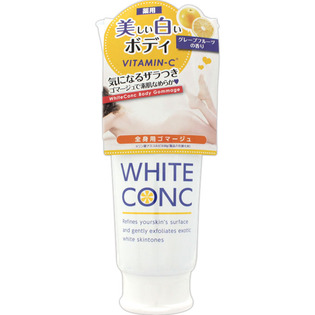 薬用
美しい白い
ボディ
VITAMIN-C
グレープフルーツ
の香り
気になるザラつき
ゴマージュで素肌なめらか♥
WhiteConc Body Gommage
全身用ゴマージュ
WHITE
CONC
Refines yourskin's surface
and gently exfoliates exotic
white skintones